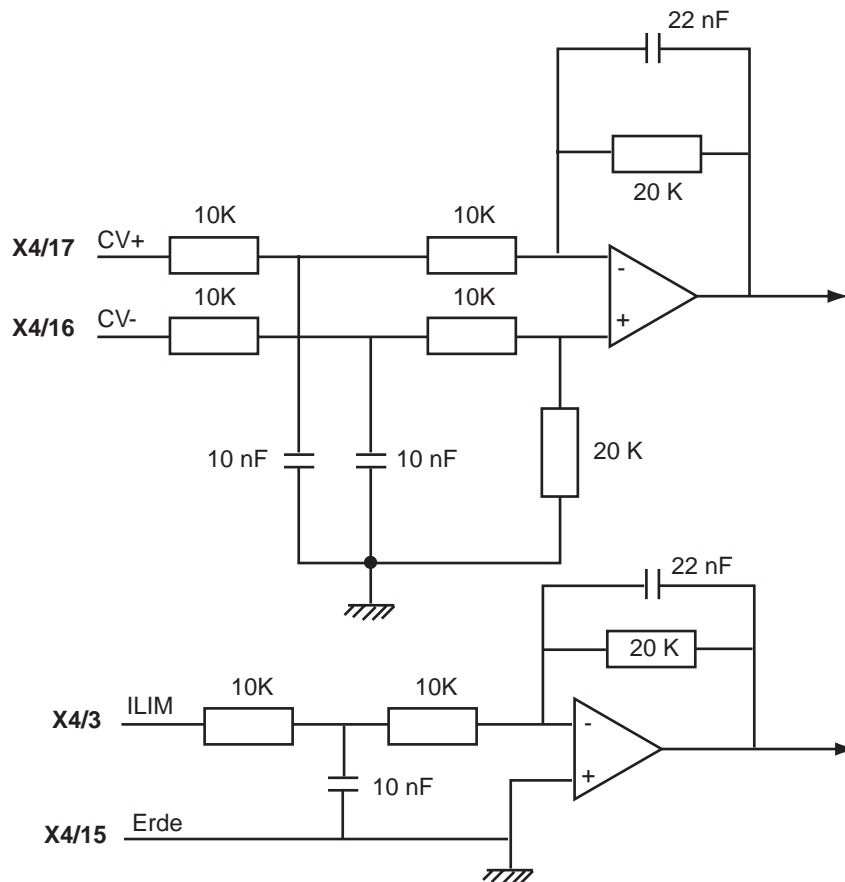 22 nF
20 K
10K
10K
X4/17
CV+
-
10K
10K
X4/16
CV-
+
10 nF
10 nF
20 K
22 nF
20 K
10K
10K
X4/3
ILIM
-
10 nF
+
X4/15
Erde